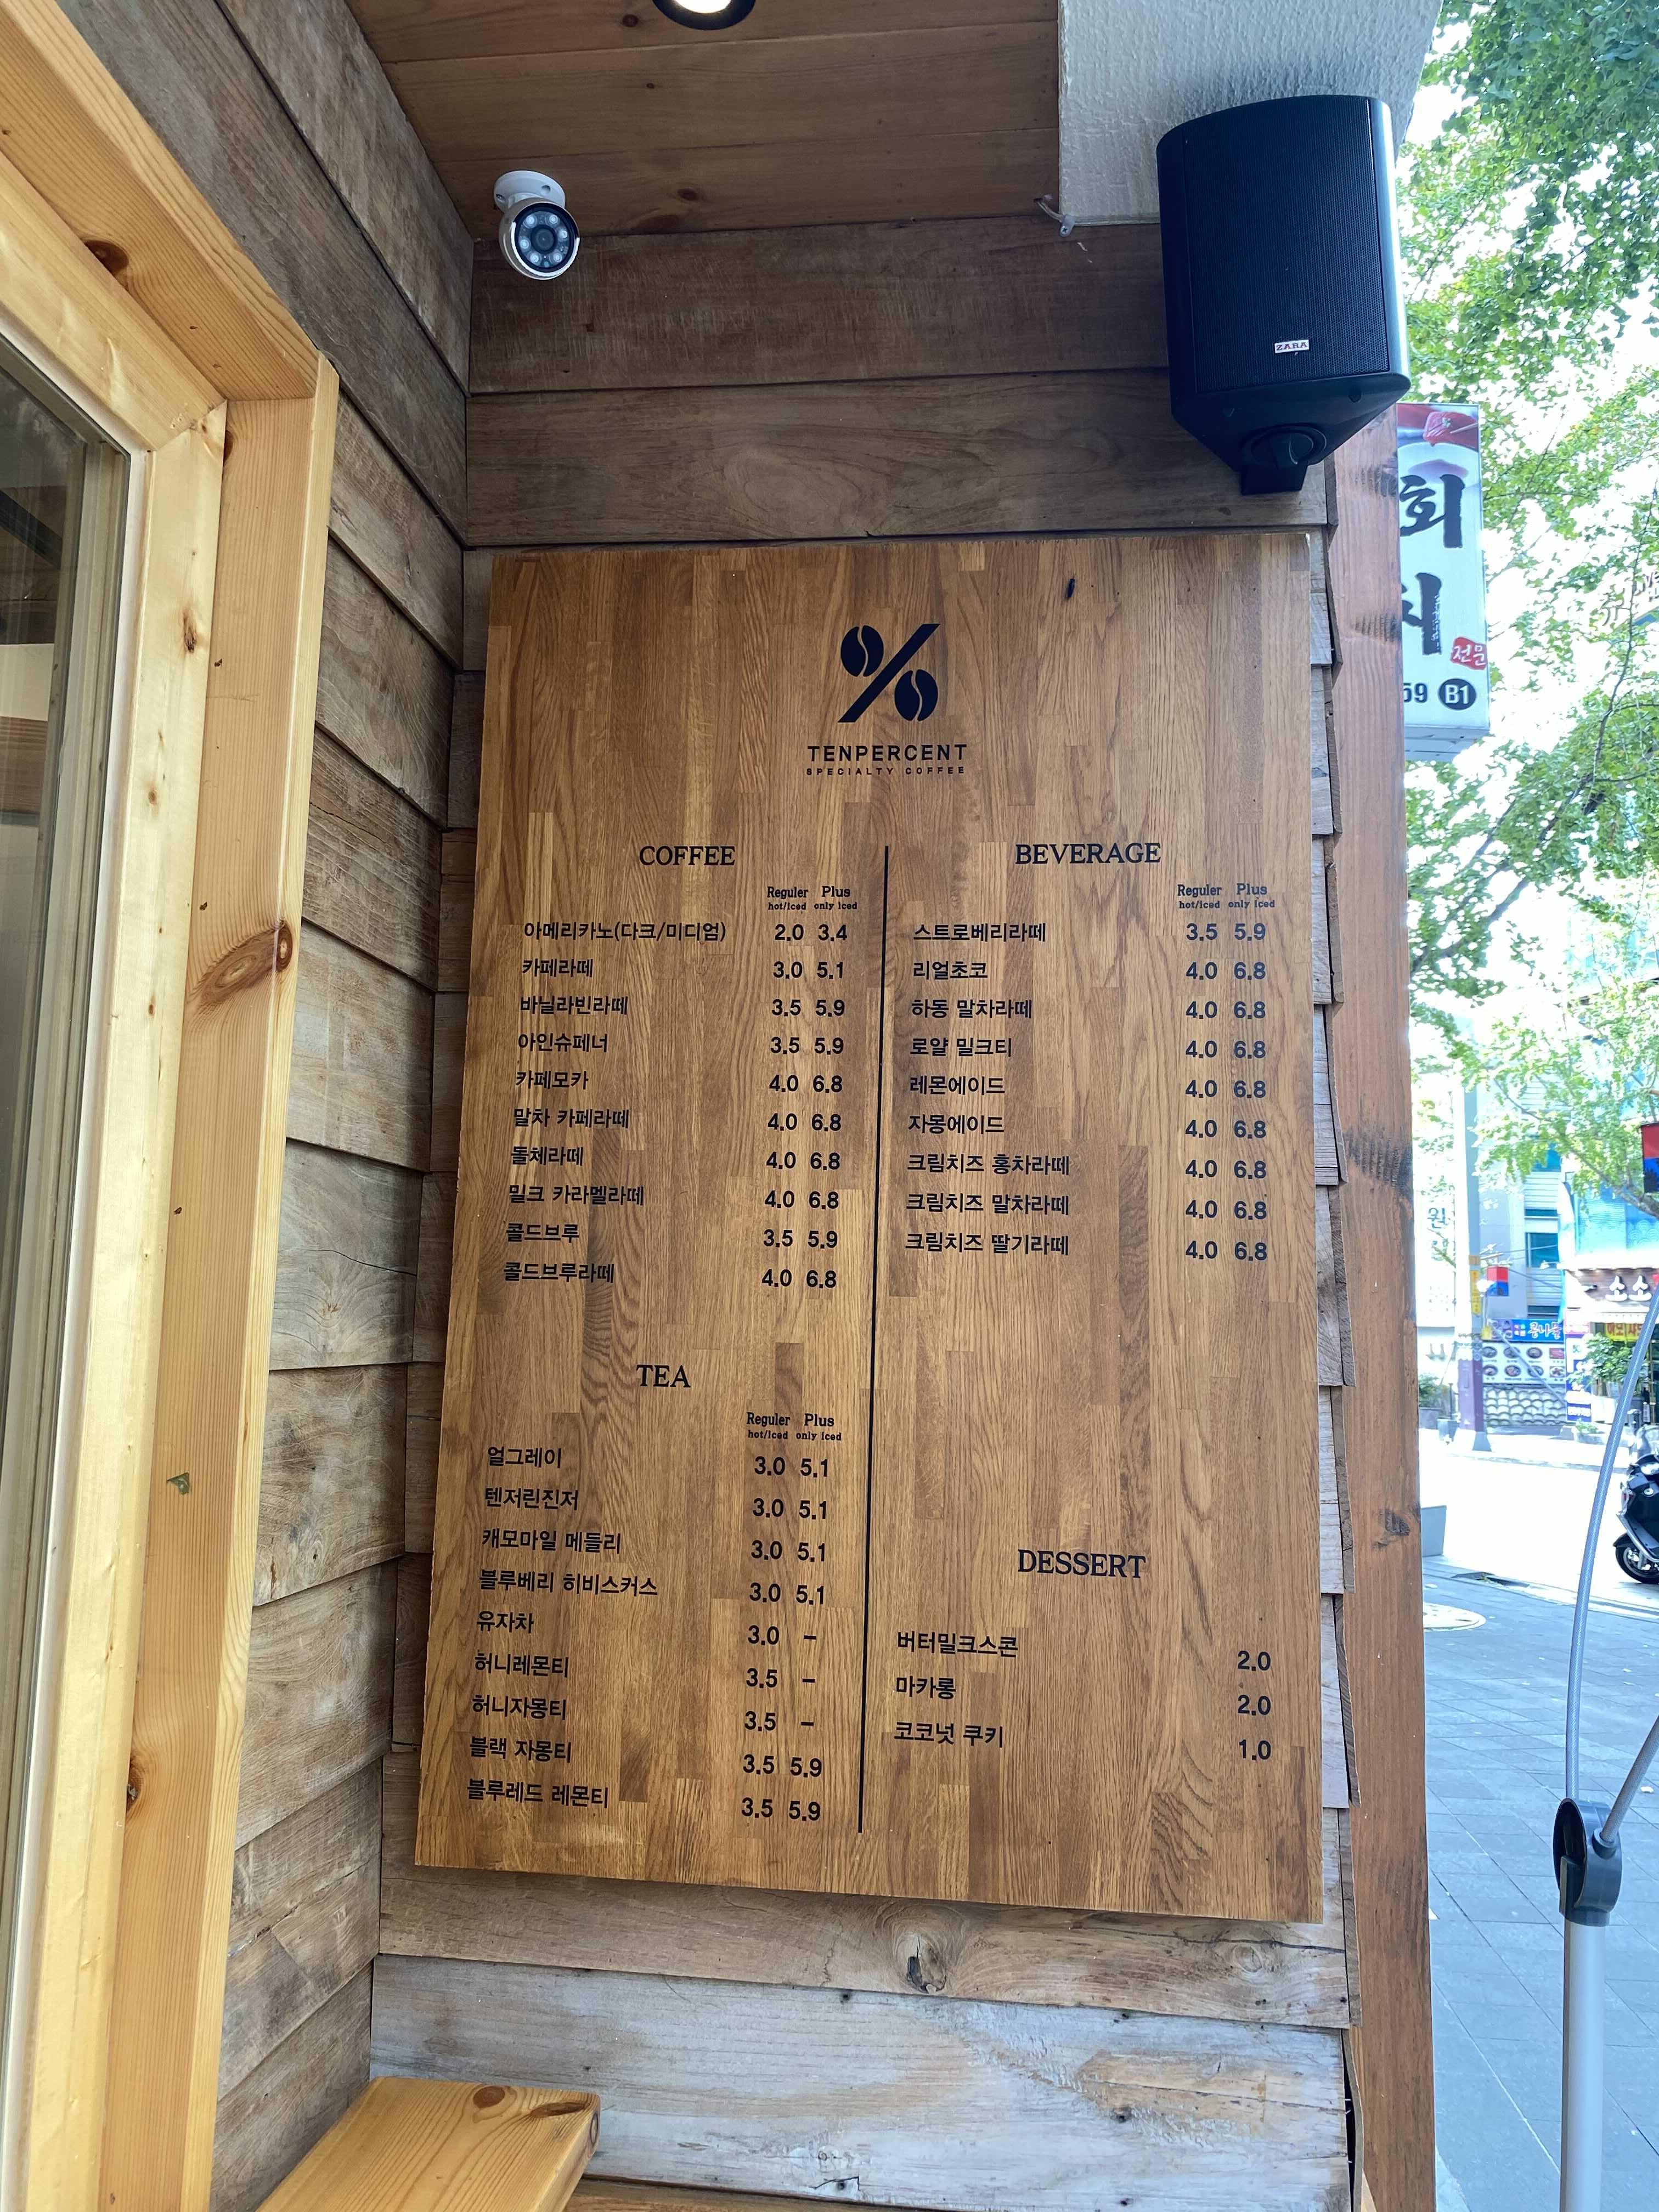 ZARA
회
전문
59 B1
TENPERCENT
SPECIALTY COFFEE
COFFEE
Reguler Plus
hot/iced only iced
아메리카노(다크/미디엄) 2.0 3.4
카페라떼 3.0 5.1
바닐라빈라떼 3.5 5.9
아인슈페너 3.5 5.9
카페모카 4.0 6.8
말차 카페라떼 4.0 6.8
돌체라떼 4.0 6.8
밀크 카라멜라떼 4.0 6.8
콜드브루 3.5 5.9
콜드브루라떼 4.0 6.8
TEA
Reguler Plus
hot/iced only iced
얼그레이 3.0 5.1
텐저린진저 3.0 5.1
캐모마일 메들리 3.0 5.1
블루베리 히비스커스 3.0 5.1
유자차 3.0 –
허니레몬티 3.5 –
허니자몽티 3.5 –
블랙 자몽티 3.5 5.9
블루레드 레몬티 3.5 5.9
BEVERAGE
Reguler Plus
hot/iced only iced
스트로베리라떼 3.5 5.9
리얼초코 4.0 6.8
하동 말차라떼 4.0 6.8
로얄 밀크티 4.0 6.8
레몬에이드 4.0 6.8
자몽에이드 4.0 6.8
크림치즈 홍차라떼 4.0 6.8
크림치즈 말차라떼 4.0 6.8
크림치즈 딸기라떼 4.0 6.8
DESSERT
버터밀크스콘 2.0
마카롱 2.0
코코넛 쿠키 1.0